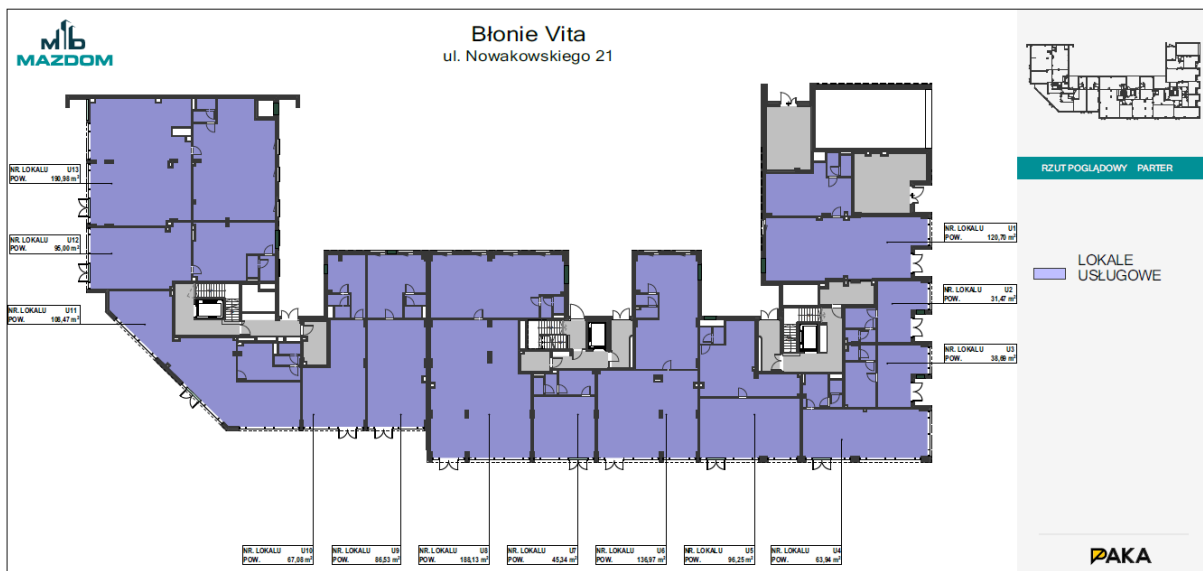 MD
MAZDOM
Błonie Vita
ul. Nowakowskiego 21
NR. LOKALU U13
POW. 190,98 m²
NR. LOKALU U12
POW. 95,00 m²
NR. LOKALU U11
POW. 108,47 m²
NR. LOKALU U1
POW. 120,70 m²
NR. LOKALU U2
POW. 31,47 m²
NR. LOKALU U3
POW. 38,69 m²
NR. LOKALU U10
POW. 67,08 m²
NR. LOKALU U9
POW. 86,53 m²
NR. LOKALU U8
POW. 188,13 m²
NR. LOKALU U7
POW. 45,34 m²
NR. LOKALU U6
POW. 136,97 m²
NR. LOKALU U5
POW. 96,25 m²
NR. LOKALU U4
POW. 63,94 m²
RZUT POGLĄDOWY PARTER
LOKALE
USŁUGOWE
PAKA